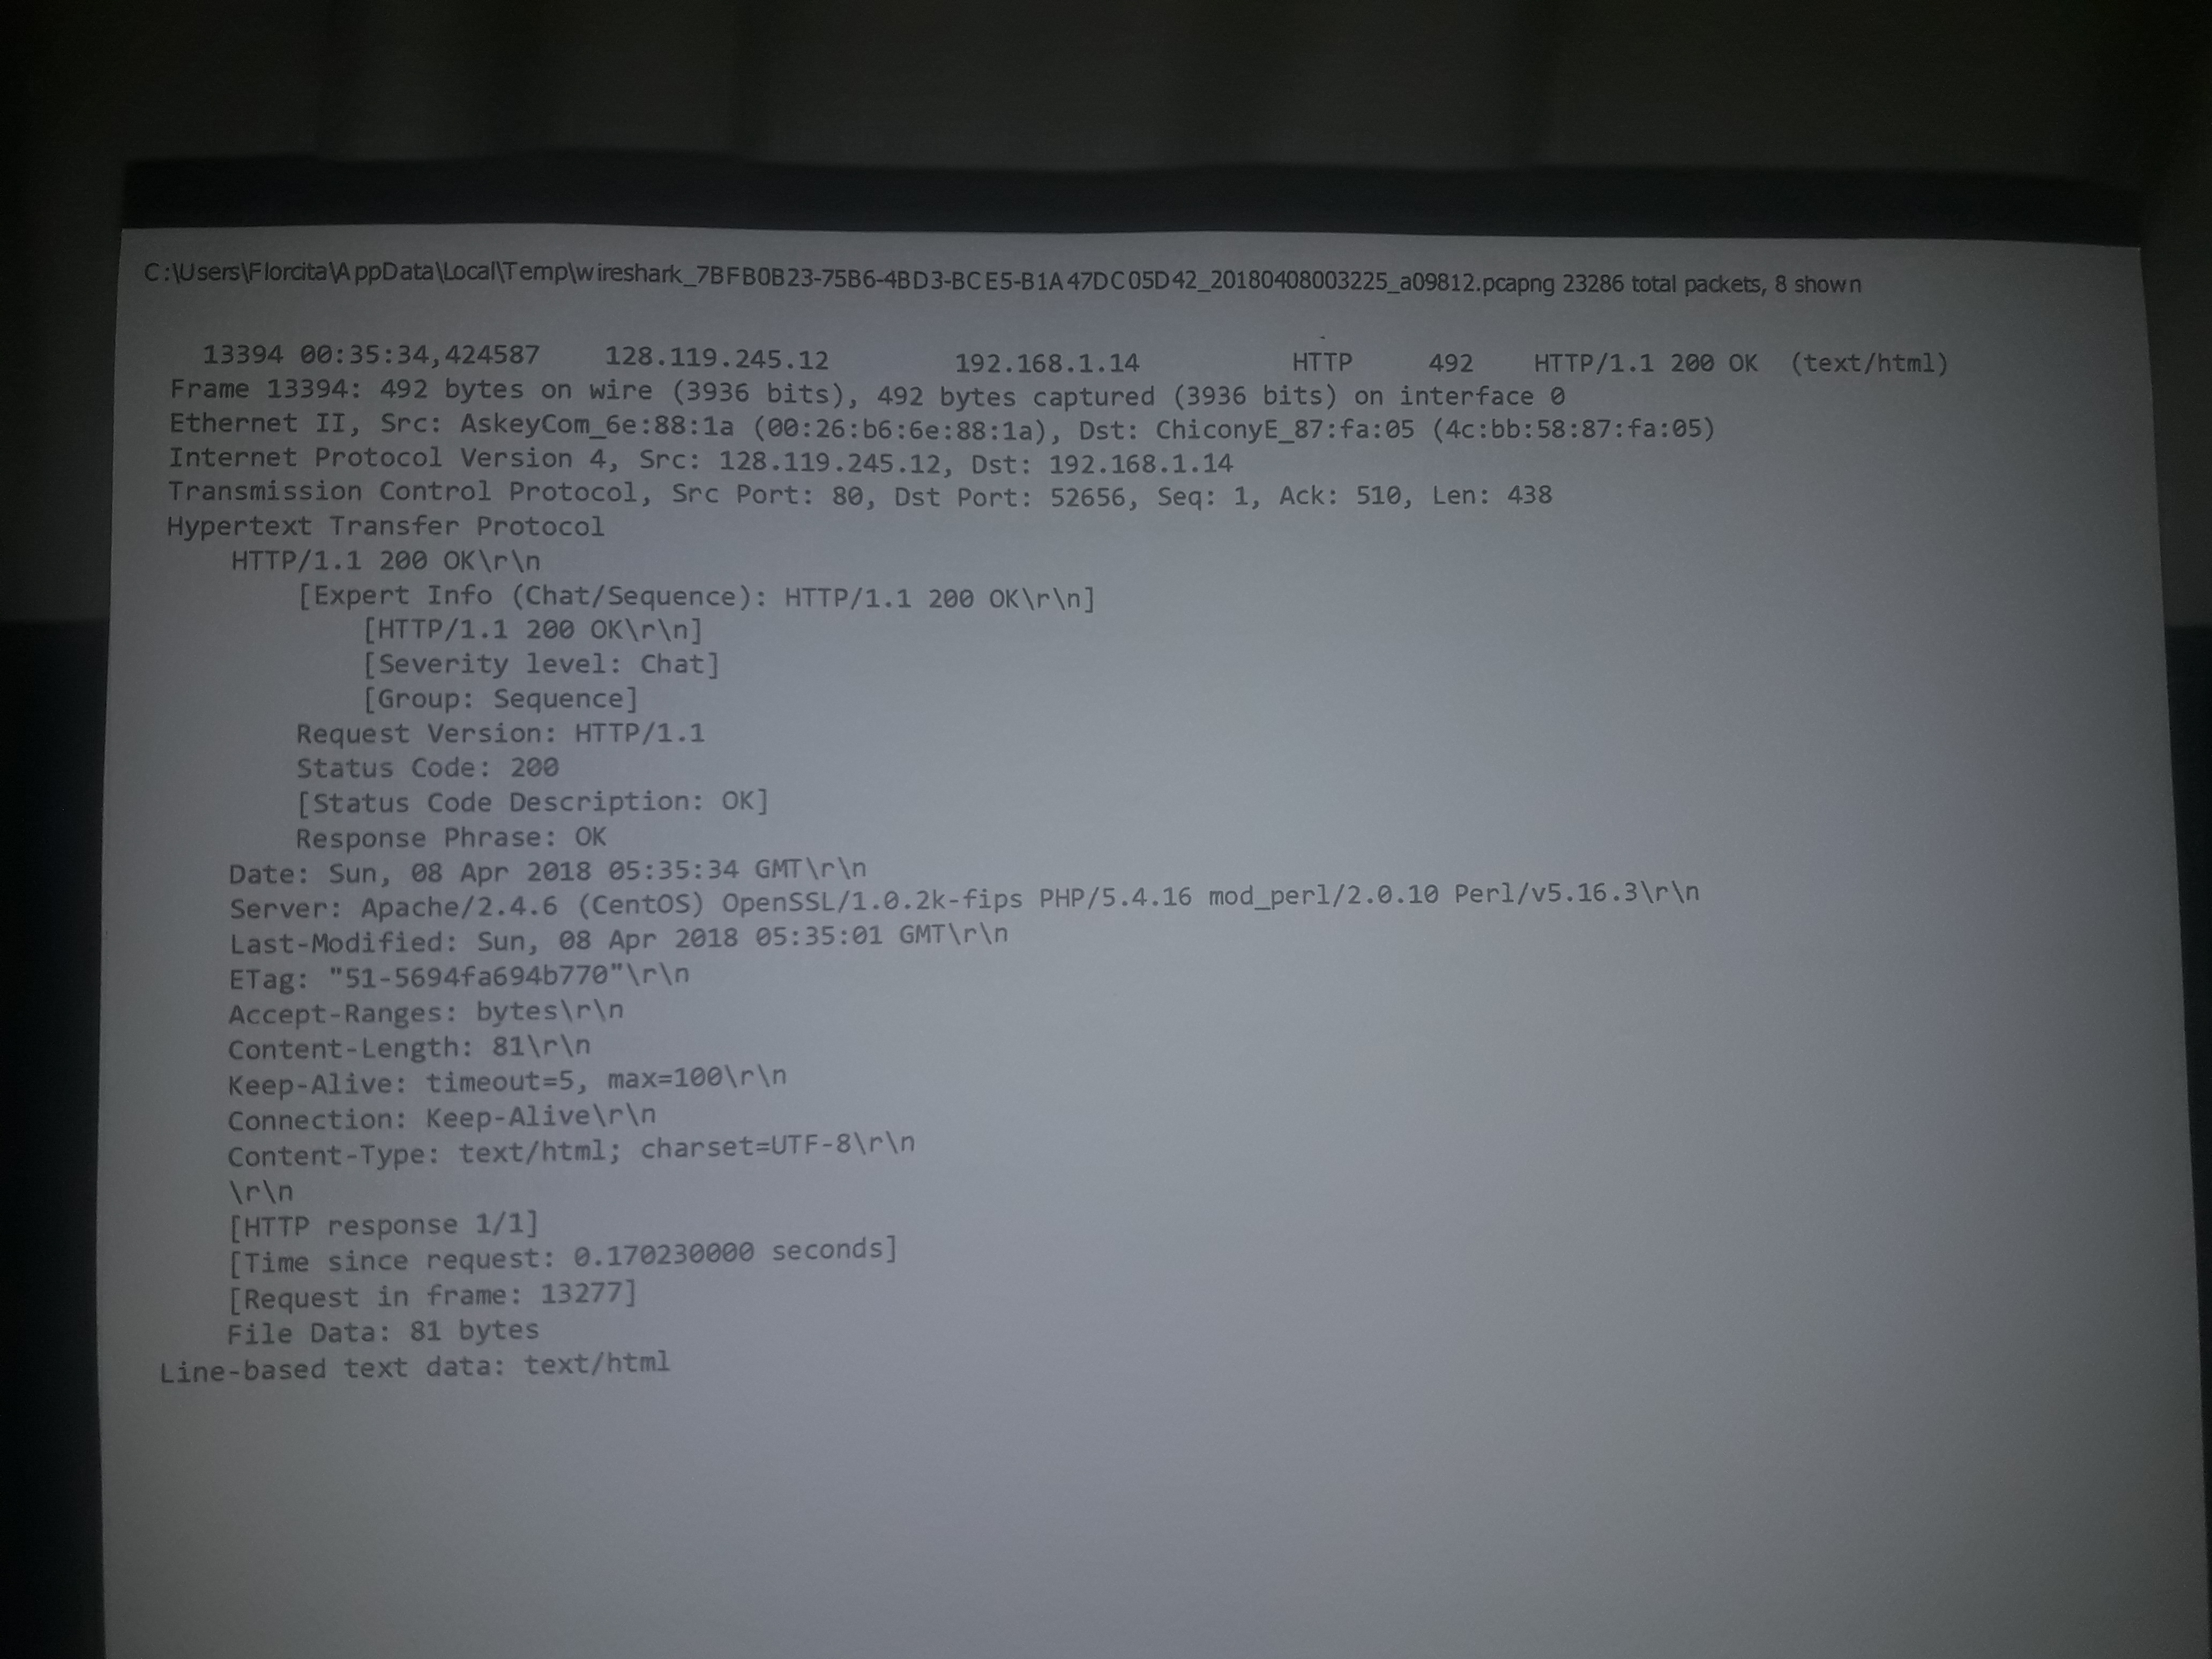 C:\Users\Florcita\AppData\Local\Temp\wireshark_7BFB0B23-75B6-4BD3-BCE5-B1A47DC05D42_20180408003225_a09812.pcapng 23286 total packets, 8 shown
13394 00:35:34,424587 128.119.245.12 192.168.1.14 HTTP 492 HTTP/1.1 200 OK (text/html)
Frame 13394: 492 bytes on wire (3936 bits), 492 bytes captured (3936 bits) on interface 0
Ethernet II, Src: AskeyCom_6e:88:1a (00:26:b6:6e:88:1a), Dst: ChiconyE_87:fa:05 (4c:bb:58:87:fa:05)
Internet Protocol Version 4, Src: 128.119.245.12, Dst: 192.168.1.14
Transmission Control Protocol, Src Port: 80, Dst Port: 52656, Seq: 1, Ack: 510, Len: 438
Hypertext Transfer Protocol
HTTP/1.1 200 OK\r\n
[Expert Info (Chat/Sequence): HTTP/1.1 200 OK\r\n]
[HTTP/1.1 200 OK\r\n]
[Severity level: Chat]
[Group: Sequence]
Request Version: HTTP/1.1
Status Code: 200
[Status Code Description: OK]
Response Phrase: OK
Date: Sun, 08 Apr 2018 05:35:34 GMT\r\n
Server: Apache/2.4.6 (CentOS) OpenSSL/1.0.2k-fips PHP/5.4.16 mod_perl/2.0.10 Perl/v5.16.3\r\n
Last-Modified: Sun, 08 Apr 2018 05:35:01 GMT\r\n
ETag: "51-5694fa694b770"\r\n
Accept-Ranges: bytes\r\n
Content-Length: 81\r\n
Keep-Alive: timeout=5, max=100\r\n
Connection: Keep-Alive\r\n
Content-Type: text/html; charset=UTF-8\r\n
\r\n
[HTTP response 1/1]
[Time since request: 0.170230000 seconds]
[Request in frame: 13277]
File Data: 81 bytes
Line-based text data: text/html